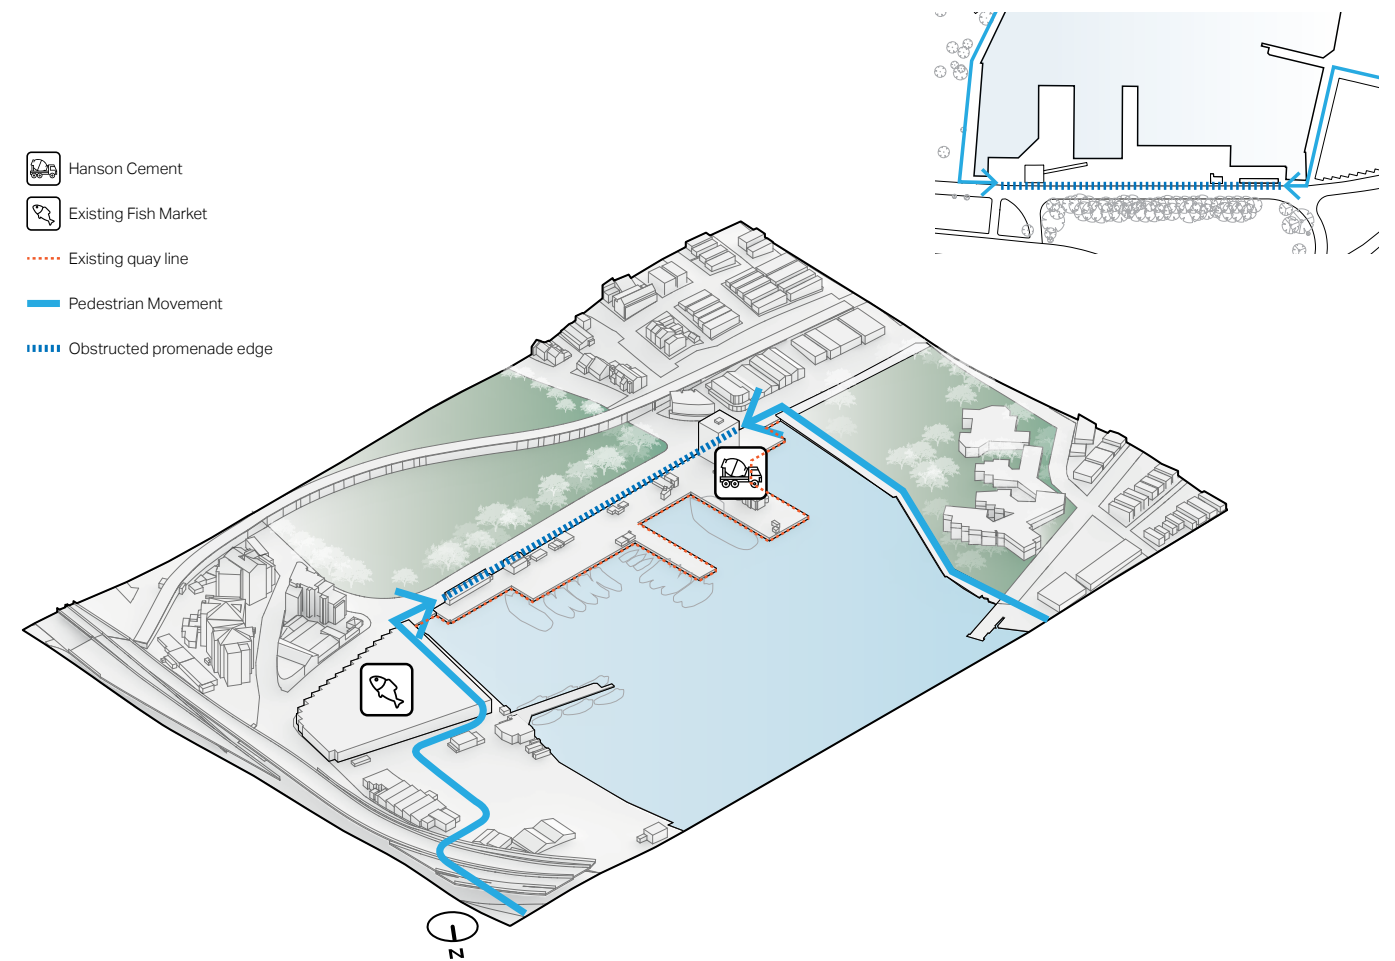 Hanson Cement
Existing Fish Market
Existing quay line
Pedestrian Movement
Obstructed promenade edge
N